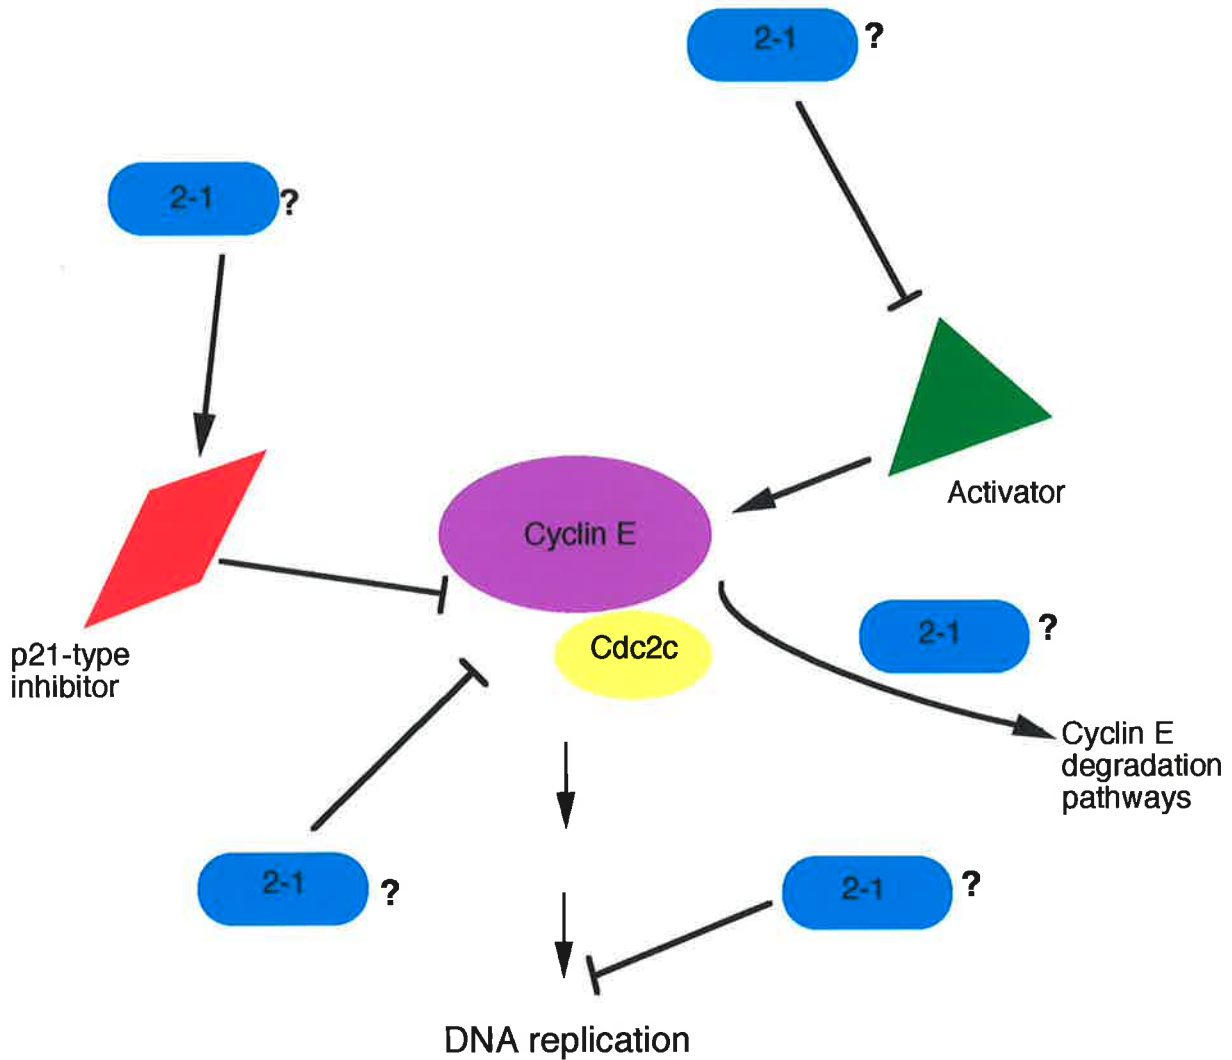 2-1 ?
2-1 ?
Activator
Cyclin E
2-1 ?
Cdc2c
p21-type
inhibitor
Cyclin E
degradation
pathways
2-1 ?
2-1 ?
DNA replication